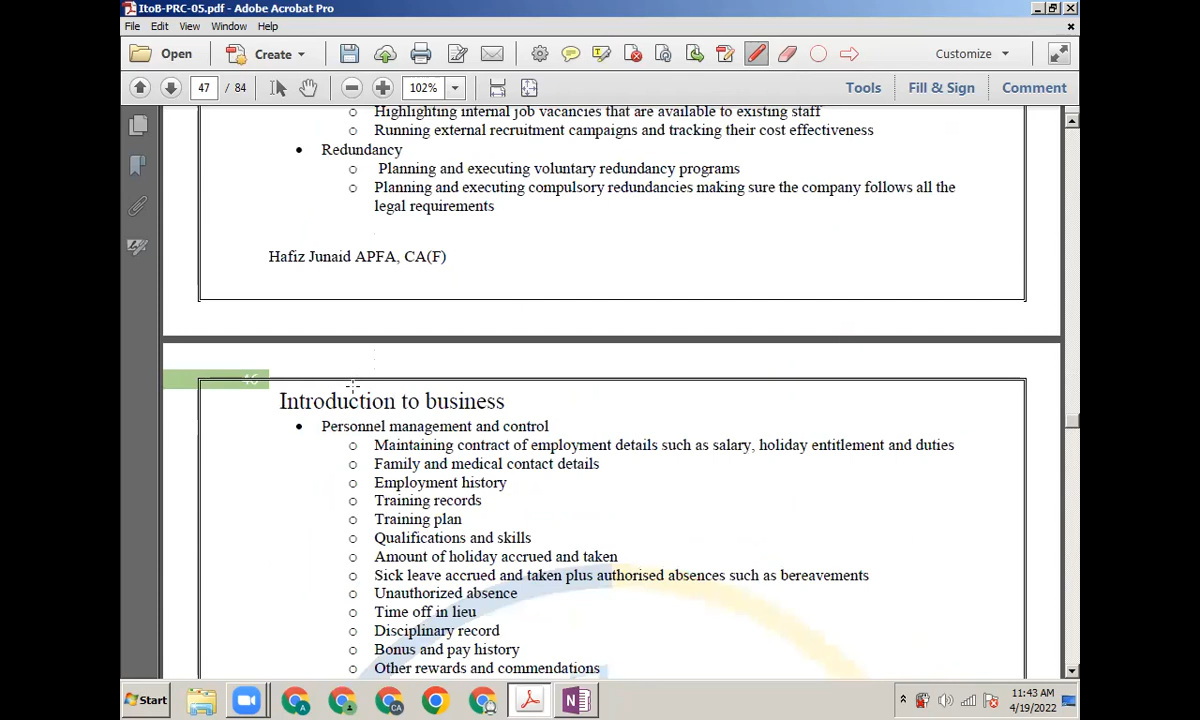 ItoB-PRC-05.pdf - Adobe Acrobat Pro
File Edit View Window Help
Open Create Customize
47 / 84 102% Tools Fill & Sign Comment
Highlighting internal job vacancies that are available to existing staff
Running external recruitment campaigns and tracking their cost effectiveness
Redundancy
Planning and executing voluntary redundancy programs
Planning and executing compulsory redundancies making sure the company follows all the
legal requirements
Hafiz Junaid APFA, CA(F)
46
Introduction to business
Personnel management and control
Maintaining contract of employment details such as salary, holiday entitlement and duties
Family and medical contact details
Employment history
Training records
Training plan
Qualifications and skills
Amount of holiday accrued and taken
Sick leave accrued and taken plus authorised absences such as bereavements
Unauthorized absence
Time off in lieu
Disciplinary record
Bonus and pay history
Other rewards and commendations
Start
A
CA
11:43 AM
4/19/2022